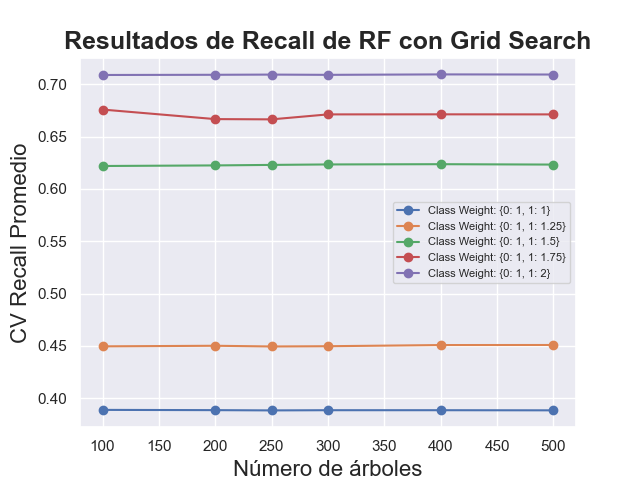 Resultados de Recall de RF con Grid Search
CV Recall Promedio
0.70
0.65
0.60
0.55
0.50
0.45
0.40
Class Weight: {0: 1, 1: 1}
Class Weight: {0: 1, 1: 1.25}
Class Weight: {0: 1, 1: 1.5}
Class Weight: {0: 1, 1: 1.75}
Class Weight: {0: 1, 1: 2}
100 150 200 250 300 350 400 450 500
Número de árboles